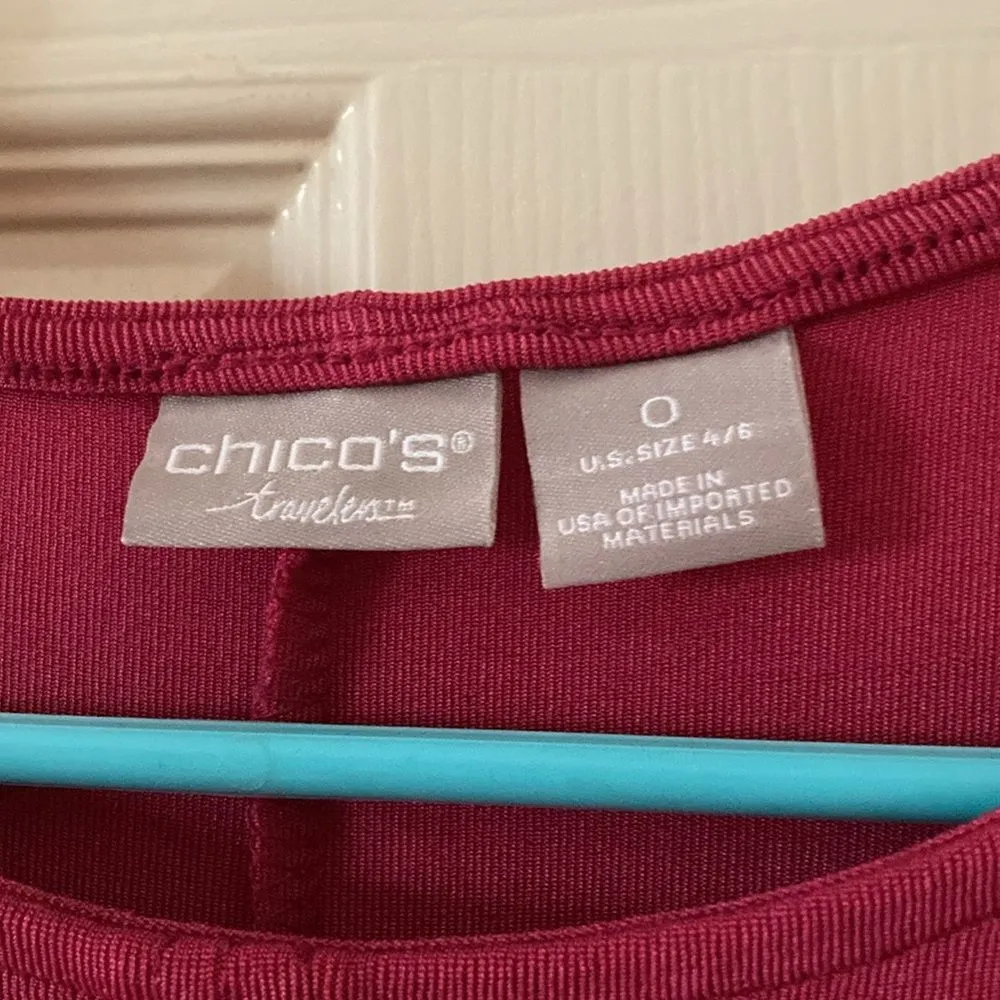 chico's®
travelers™
0
U.S. SIZE 4/6
MADE IN
USA OF IMPORTED
MATERIALS